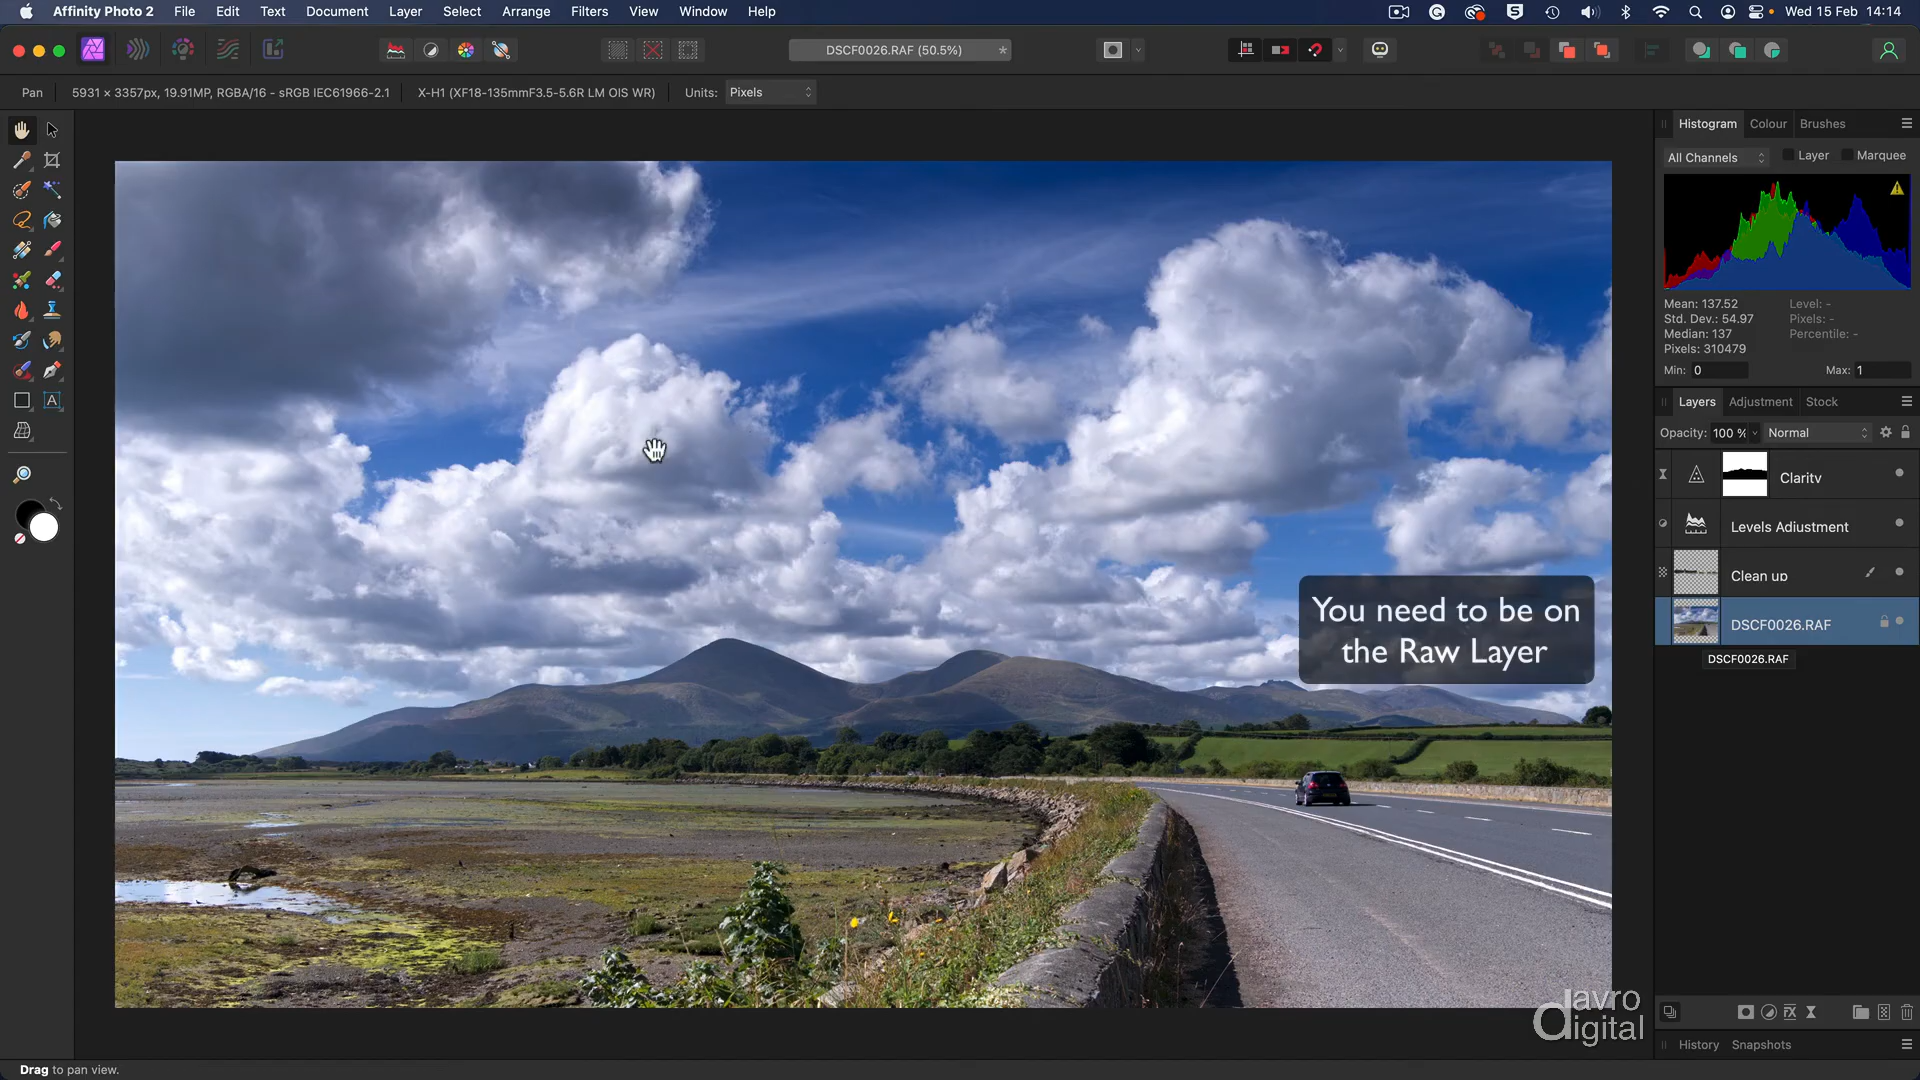 Affinity Photo 2 File Edit Text Document Layer Select Arrange Filters View Window Help Wed 15 Feb 14:14
DSCF0026.RAF (50.5%) *
Pan 5931 × 3357px, 19.91MP, RGBA/16 - sRGB IEC61966-2.1 X-H1 (XF18-135mmF3.5-5.6R LM OIS WR) Units: Pixels
Histogram Colour Brushes
All Channels Layer Marquee
Mean: 137.52 Level: -
Std. Dev.: 54.97 Pixels: -
Median: 137 Percentile: -
Pixels: 310479
Min: 0 Max: 1
Layers Adjustment Stock
Opacity: 100 % Normal
Clarity
Levels Adjustment
Clean up
DSCF0026.RAF
DSCF0026.RAF
You need to be on
the Raw Layer
davro
digital
History Snapshots
Drag to pan view.